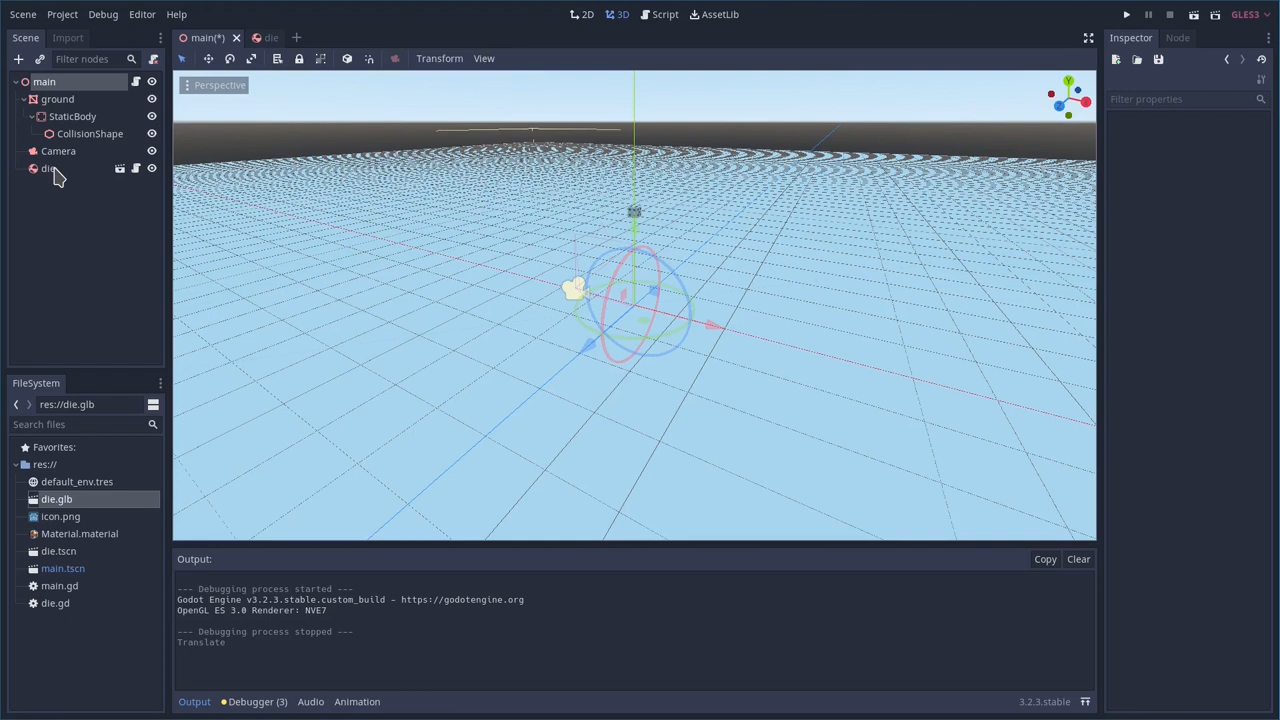 Scene Project Debug Editor Help
2D 3D Script AssetLib
GLES3
Scene Import
main(*) die
Inspector Node
Filter nodes
Transform View
main
Perspective
Y
Z
X
ground
Filter properties
StaticBody
CollisionShape
Camera
die
FileSystem
res://die.glb
Search files
Favorites:
res://
default_env.tres
die.glb
icon.png
Material.material
die.tscn
main.tscn
main.gd
die.gd
Output:
Copy Clear
--- Debugging process started ---
Godot Engine v3.2.3.stable.custom_build - https://godotengine.org
OpenGL ES 3.0 Renderer: NVE7
--- Debugging process stopped ---
Translate
Output Debugger (3) Audio Animation
3.2.3.stable